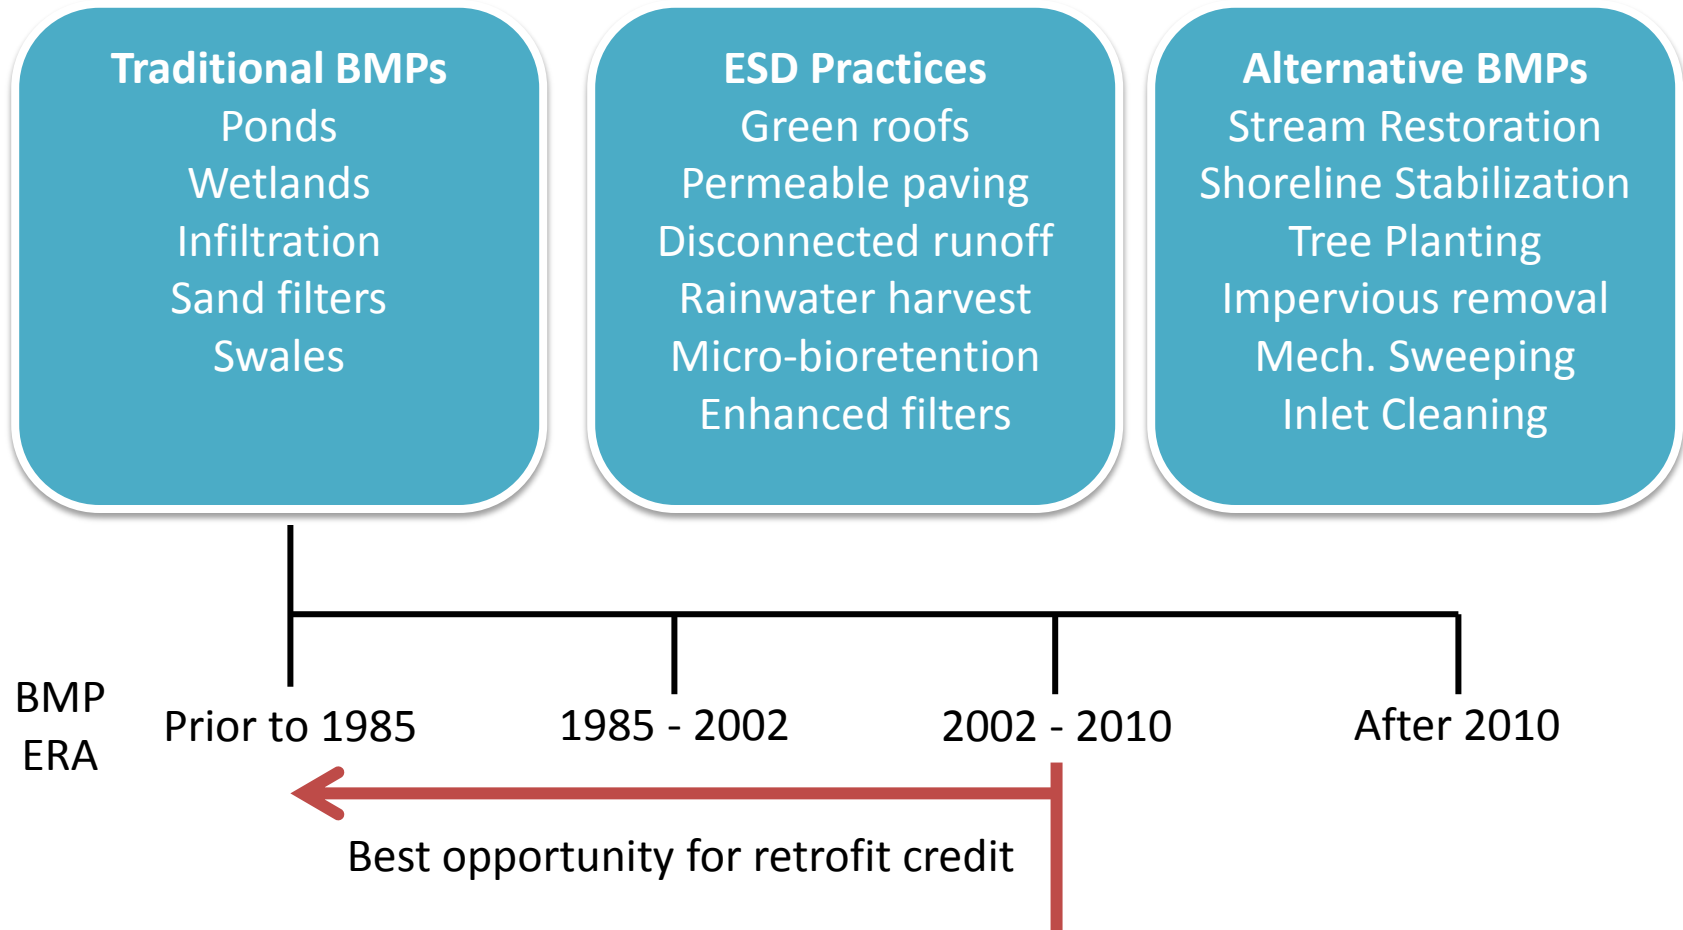 Traditional BMPs
Ponds
Wetlands
Infiltration
Sand filters
Swales
ESD Practices
Green roofs
Permeable paving
Disconnected runoff
Rainwater harvest
Micro-bioretention
Enhanced filters
Alternative BMPs
Stream Restoration
Shoreline Stabilization
Tree Planting
Impervious removal
Mech. Sweeping
Inlet Cleaning
BMP
ERA
Prior to 1985
1985 - 2002
2002 - 2010
After 2010
Best opportunity for retrofit credit